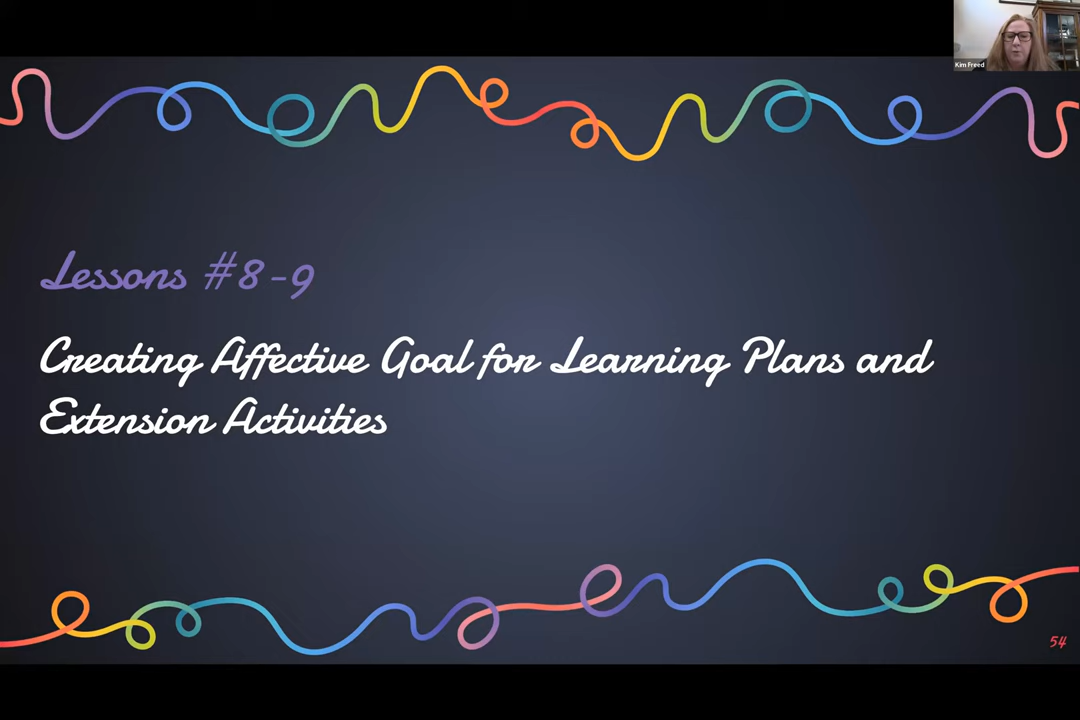 Kim Freed
Lessons #8-9
Creating Affective Goal for Learning Plans and
Extension Activities
54